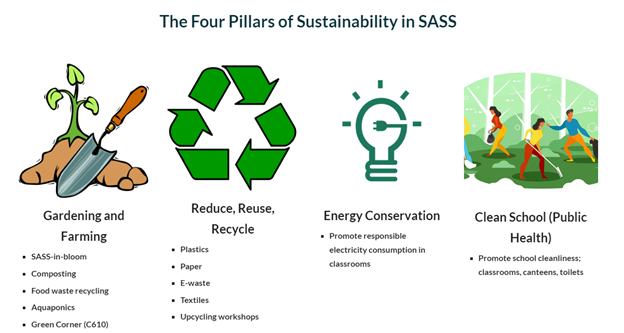 The Four Pillars of Sustainability in SASS
Gardening and
Farming
SASS-in-bloom
Composting
Food waste recycling
Aquaponics
Green Corner (C610)
Reduce, Reuse,
Recycle
Plastics
Paper
E-waste
Textiles
Upcycling workshops
Energy Conservation
Promote responsible
electricity consumption in
classrooms
Clean School (Public
Health)
Promote school cleanliness;
classrooms, canteens, toilets